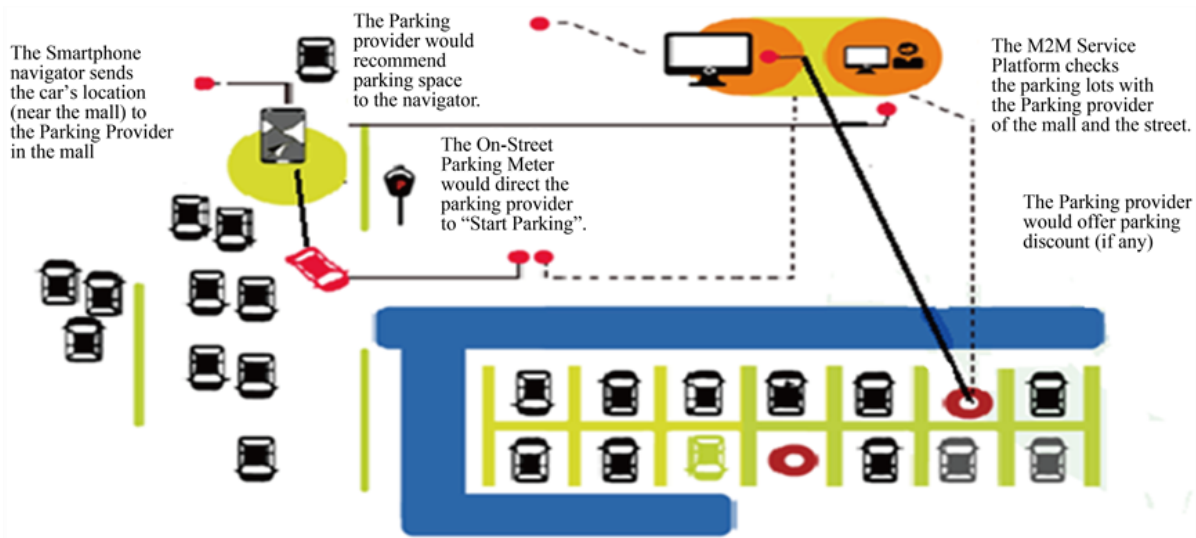 The Smartphone
navigator sends
the car's location
(near the mall) to
the Parking Provider
in the mall
The Parking
provider would
recommend
parking space
to the navigator.
The On-Street
Parking Meter
would direct the
parking provider
to “Start Parking”.
P
The M2M Service
Platform checks
the parking lots with
the Parking provider
of the mall and the street.
The Parking provider
would offer parking
discount (if any)